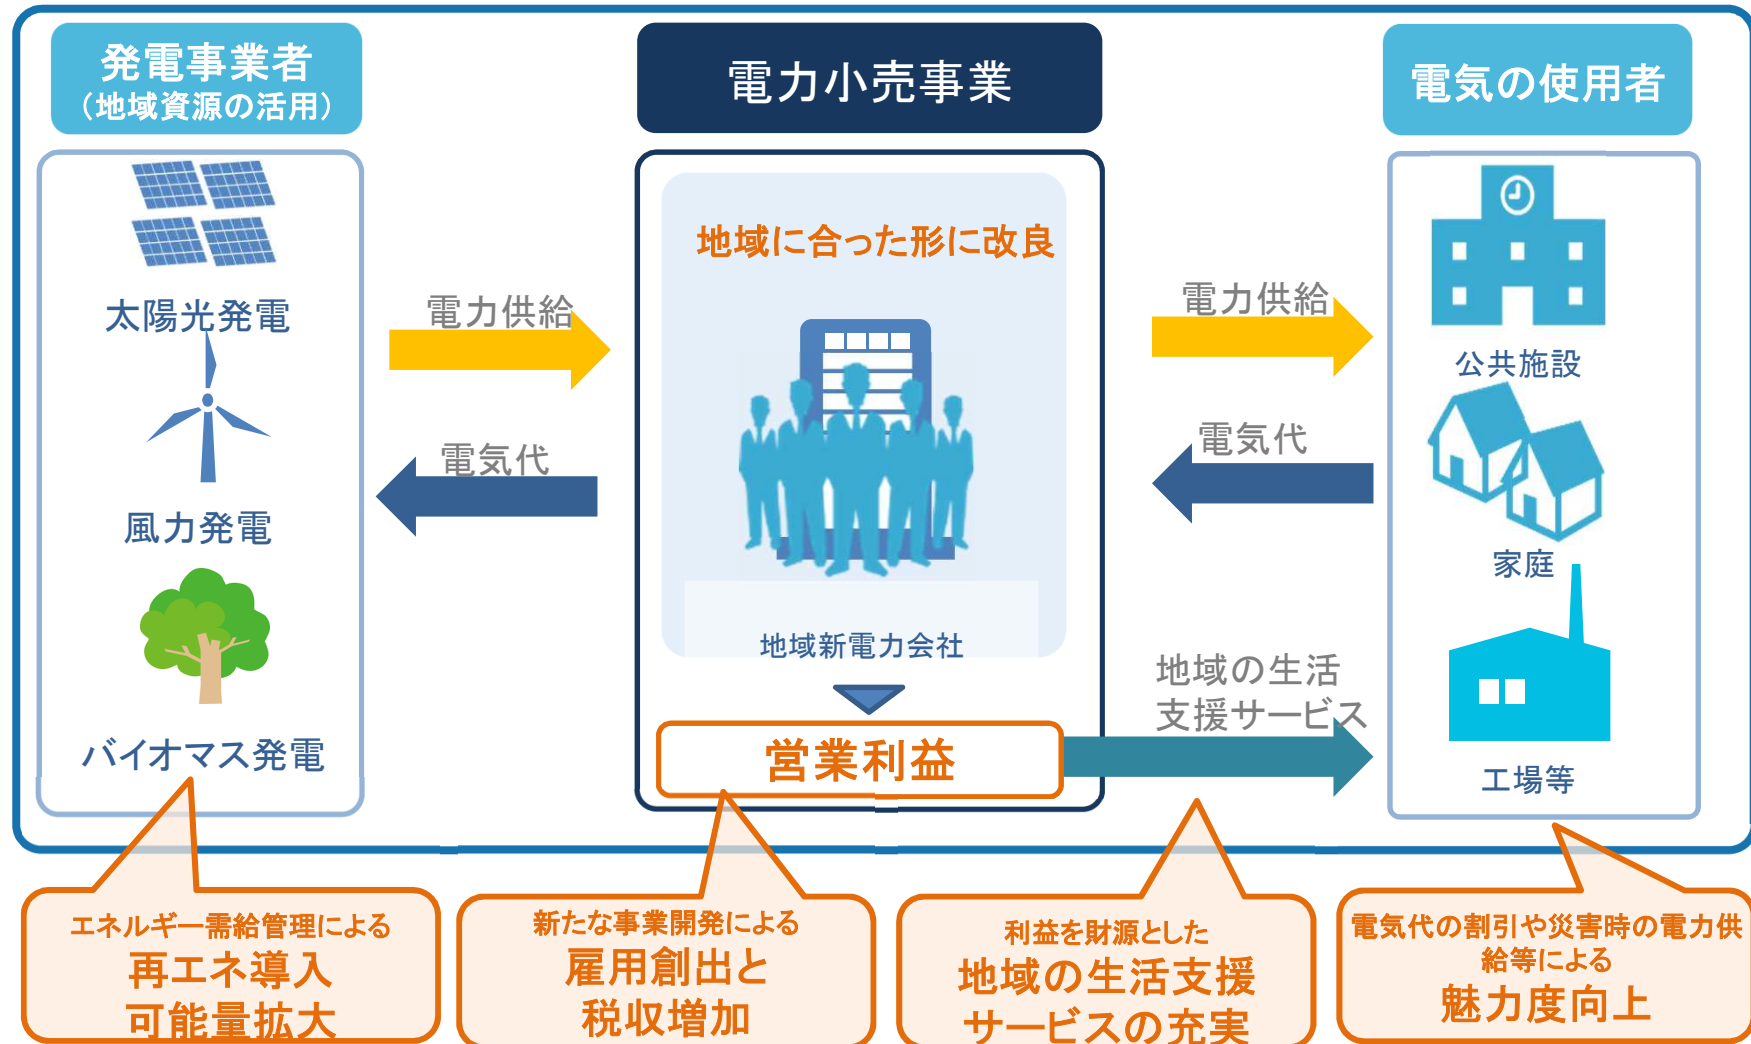 発電事業者
（地域資源の活用）
太陽光発電
風力発電
バイオマス発電
電力供給
電気代
電力小売事業
地域に合った形に改良
地域新電力会社
営業利益
電力供給
電気代
地域の生活
支援サービス
電気の使用者
公共施設
家庭
工場等
エネルギー需給管理による
再エネ導入
可能量拡大
新たな事業開発による
雇用創出と
税収増加
利益を財源とした
地域の生活支援
サービスの充実
電気代の割引や災害時の電力供
給等による
魅力度向上